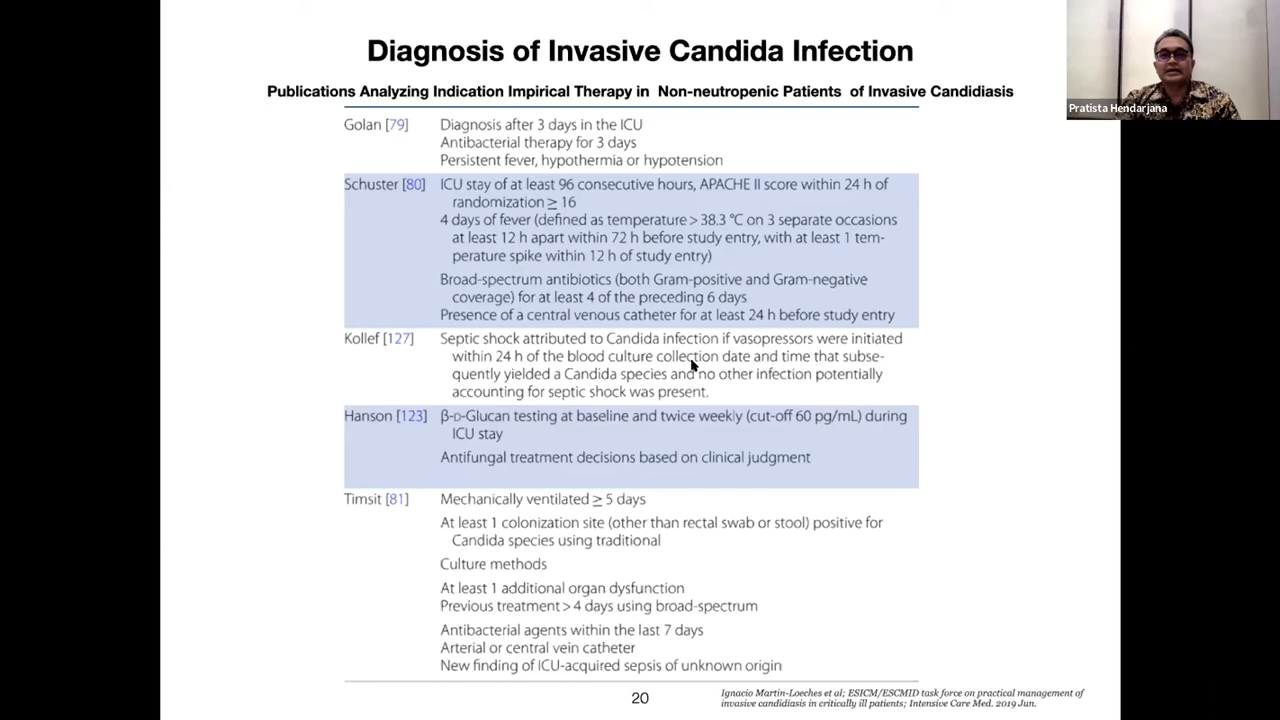 Diagnosis of Invasive Candida Infection
Publications Analyzing Indication Impirical Therapy in Non-neutropenic Patients of Invasive Candidiasis
Pratista Hendarjana
Golan [79] Diagnosis after 3 days in the ICU
Antibacterial therapy for 3 days
Persistent fever, hypothermia or hypotension
Schuster [80] ICU stay of at least 96 consecutive hours, APACHE II score within 24 h of
randomization ≥ 16
4 days of fever (defined as temperature > 38.3 °C on 3 separate occasions
at least 12 h apart within 72 h before study entry, with at least 1 tem-
perature spike within 12 h of study entry)
Broad-spectrum antibiotics (both Gram-positive and Gram-negative
coverage) for at least 4 of the preceding 6 days
Presence of a central venous catheter for at least 24 h before study entry
Kollef [127] Septic shock attributed to Candida infection if vasopressors were initiated
within 24 h of the blood culture collection date and time that subse-
quently yielded a Candida species and no other infection potentially
accounting for septic shock was present.
Hanson [123] β-D-Glucan testing at baseline and twice weekly (cut-off 60 pg/mL) during
ICU stay
Antifungal treatment decisions based on clinical judgment
Timsit [81] Mechanically ventilated ≥ 5 days
At least 1 colonization site (other than rectal swab or stool) positive for
Candida species using traditional
Culture methods
At least 1 additional organ dysfunction
Previous treatment > 4 days using broad-spectrum
Antibacterial agents within the last 7 days
Arterial or central vein catheter
New finding of ICU-acquired sepsis of unknown origin
20
Ignacio Martin-Loeches et al; ESICM/ESCMID task force on practical management of
invasive candidiasis in critically ill patients; Intensive Care Med. 2019 Jun.